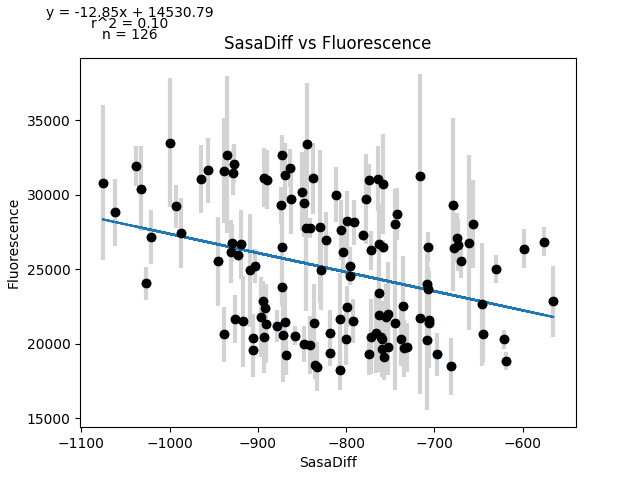 y = -12.85x + 14530.79
r^2 = 0.10
n = 126
SasaDiff vs Fluorescence
35000
30000
25000
20000
15000
Fluorescence
−1100 −1000 −900 −800 −700 −600
SasaDiff